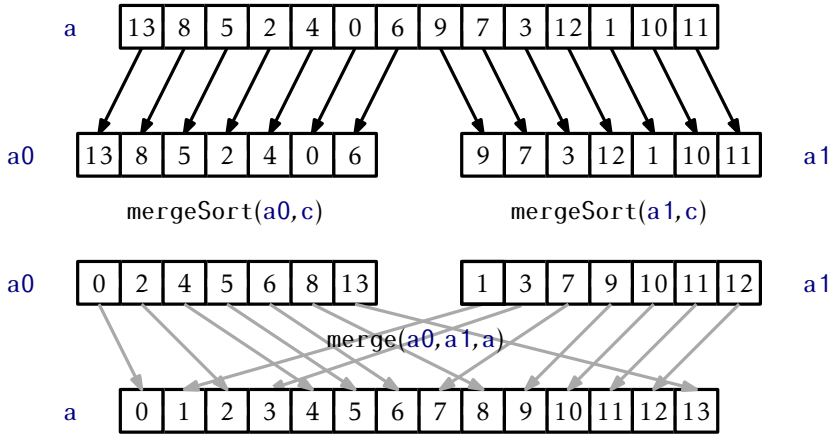 a 13 8 5 2 4 0 6 9 7 3 12 1 10 11
a0 13 8 5 2 4 0 6 9 7 3 12 1 10 11 a1
mergeSort(a0,c) mergeSort(a1,c)
a0 0 2 4 5 6 8 13 1 3 7 9 10 11 12 a1
merge(a0,a1,a)
a 0 1 2 3 4 5 6 7 8 9 10 11 12 13